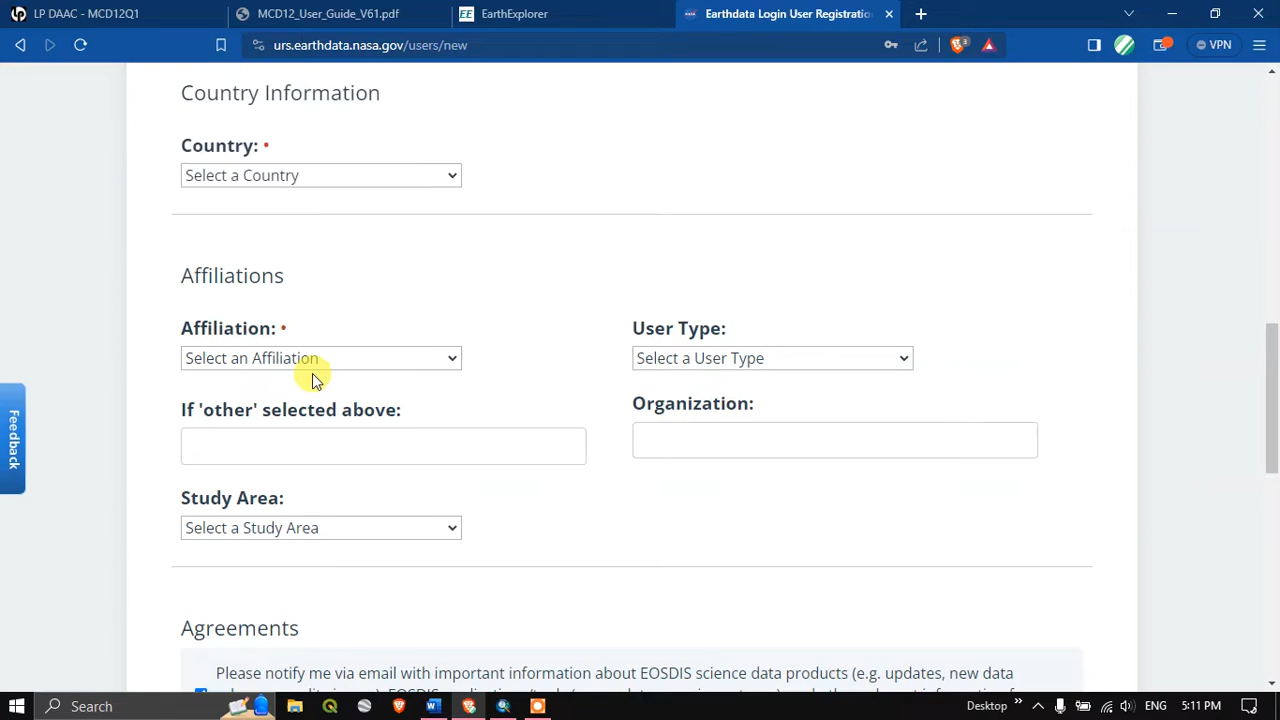 LP DAAC - MCD12Q1
MCD12_User_Guide_V61.pdf
EE EarthExplorer
Earthdata Login User Registratio
urs.earthdata.nasa.gov/users/new
3
VPN
Country Information
Country: •
Select a Country
Affiliations
Affiliation: •
User Type:
Select an Affiliation
Select a User Type
If 'other' selected above:
Organization:
Study Area:
Select a Study Area
Feedback
Agreements
Please notify me via email with important information about EOSDIS science data products (e.g. updates, new data
Search
Desktop
ENG
5:11 PM